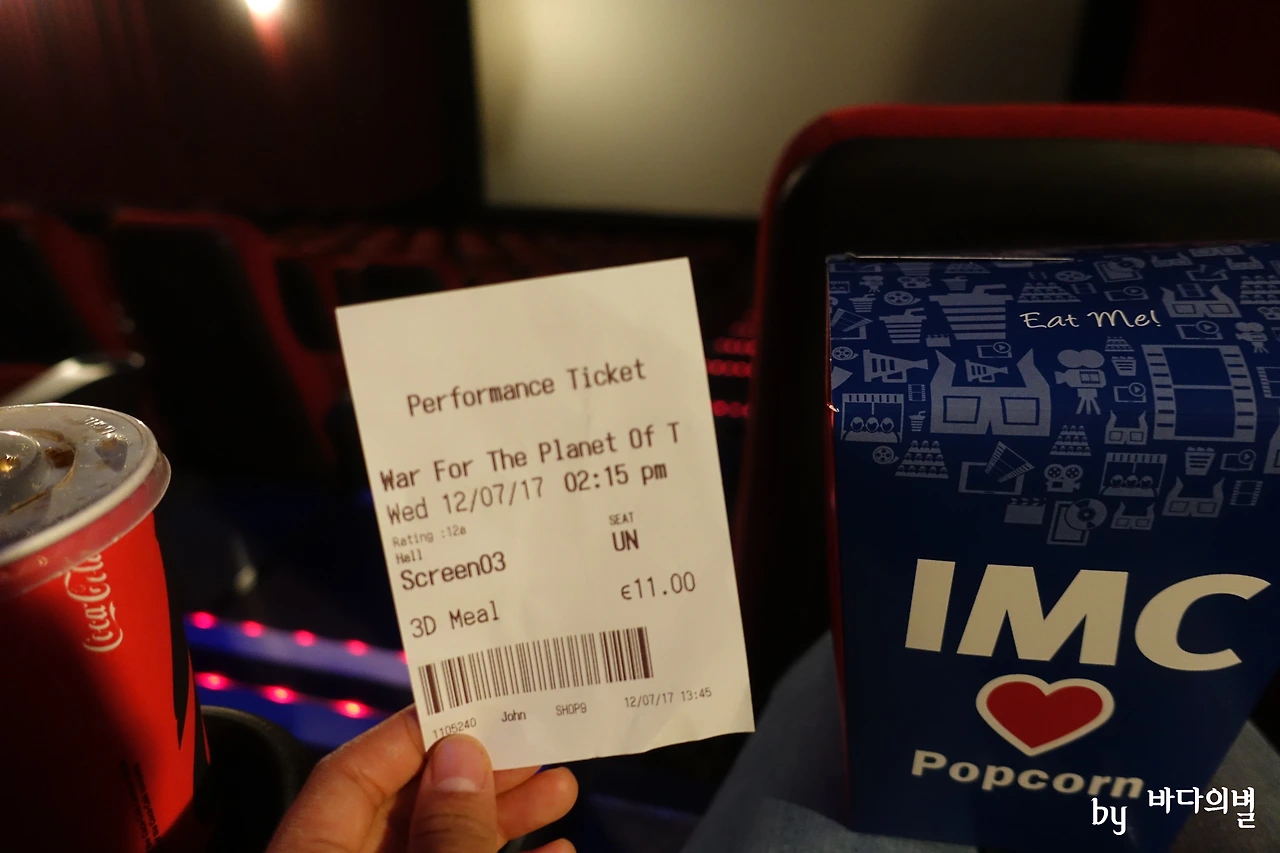 Performance Ticket
War For The Planet Of T
Wed 12/07/17 02:15 pm
Rating :12a
SEAT
Hall
UN
Screen03
€11.00
3D Meal
1105240 John SHOP9 12/07/17 13:45
Coca-Cola
Eat Me!
IMC
Popcorn
by 바다의별